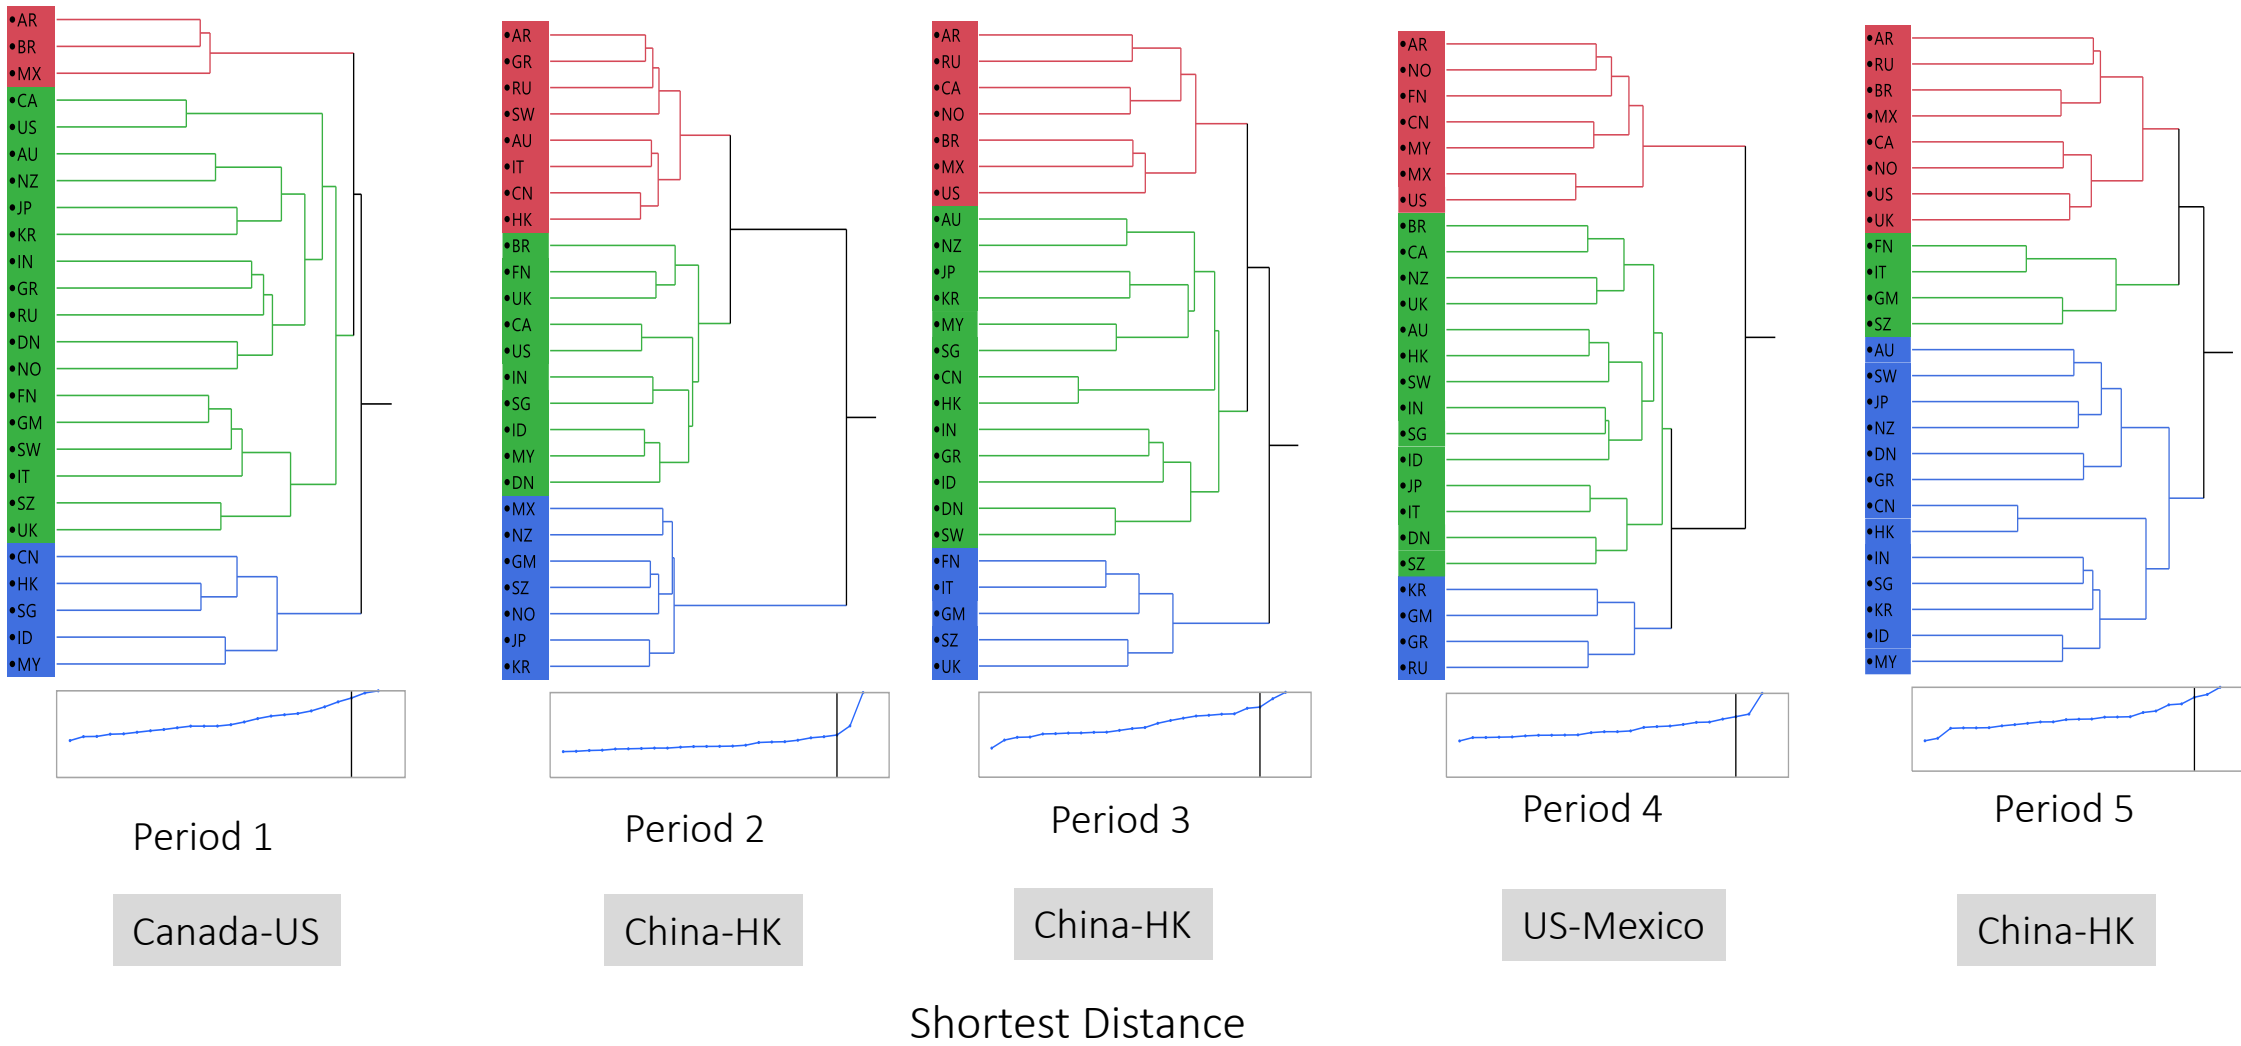 •AR
•BR
•MX
•CA
•US
•AU
•NZ
•JP
•KR
•IN
•GR
•RU
•DN
•NO
•FN
•GM
•SW
•IT
•SZ
•UK
•CN
•HK
•SG
•ID
•MY
Period 1
Canada-US
•AR
•GR
•RU
•SW
•AU
•IT
•CN
•HK
•BR
•FN
•UK
•CA
•US
•IN
•SG
•ID
•MY
•DN
•MX
•NZ
•GM
•SZ
•NO
•JP
•KR
Period 2
China-HK
•AR
•RU
•CA
•NO
•BR
•MX
•US
•AU
•NZ
•JP
•KR
•MY
•SG
•CN
•HK
•IN
•GR
•ID
•DN
•SW
•FN
•IT
•GM
•SZ
•UK
Period 3
China-HK
•AR
•NO
•FN
•CN
•MY
•MX
•US
•BR
•CA
•NZ
•UK
•AU
•HK
•SW
•IN
•SG
•ID
•JP
•IT
•DN
•SZ
•KR
•GM
•GR
•RU
Period 4
US-Mexico
•AR
•RU
•BR
•MX
•CA
•NO
•US
•UK
•FN
•IT
•GM
•SZ
•AU
•SW
•JP
•NZ
•DN
•GR
•CN
•HK
•IN
•SG
•KR
•ID
•MY
Period 5
China-HK
Shortest Distance